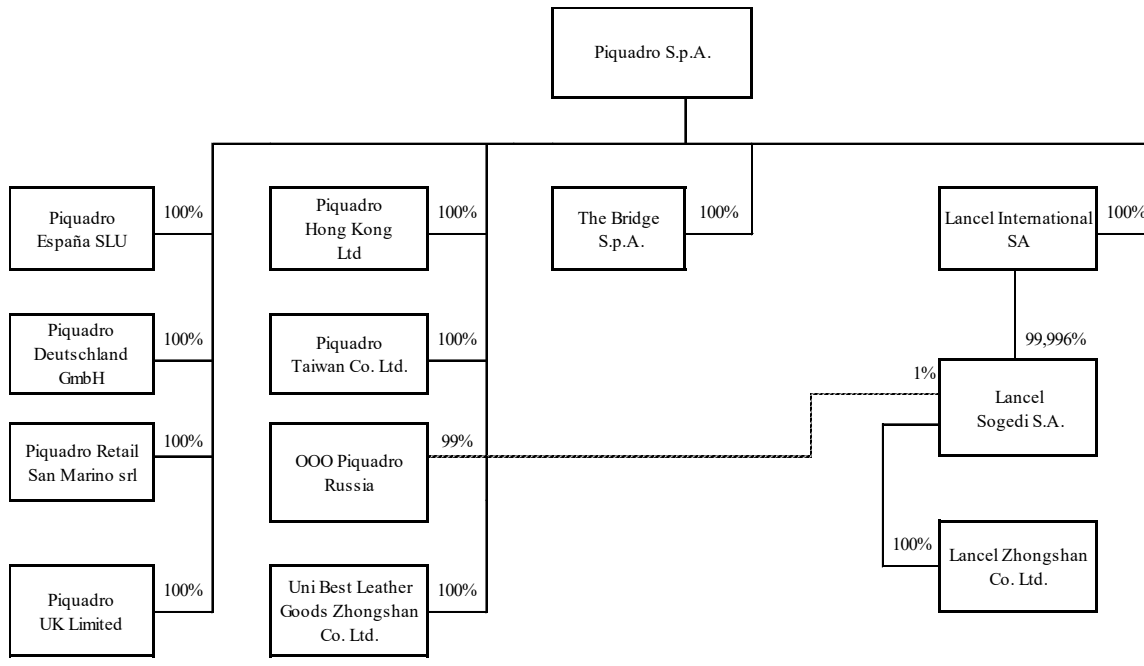 Piquadro S.p.A.
Piquadro
España SLU
100%
Piquadro
Hong Kong
Ltd
100%
The Bridge
S.p.A.
100%
Lancel International
SA
100%
Piquadro
Deutschland
GmbH
100%
Piquadro
Taiwan Co. Ltd.
100%
99,996%
1%
Lancel
Sogedi S.A.
Piquadro Retail
San Marino srl
100%
OOO Piquadro
Russia
99%
Piquadro
UK Limited
100%
Uni Best Leather
Goods Zhongshan
Co. Ltd.
100%
100%
Lancel Zhongshan
Co. Ltd.